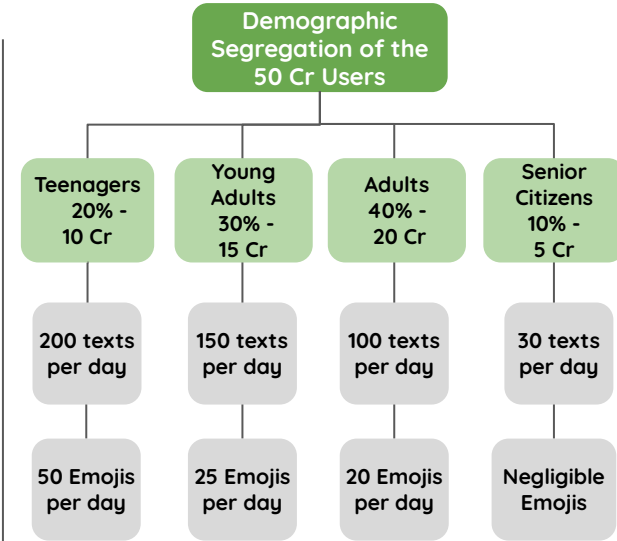 Demographic
Segregation of the
50 Cr Users
Teenagers
20% -
10 Cr
Young
Adults
30% -
15 Cr
Adults
40% -
20 Cr
Senior
Citizens
10% -
5 Cr
200 texts
per day
150 texts
per day
100 texts
per day
30 texts
per day
50 Emojis
per day
25 Emojis
per day
20 Emojis
per day
Negligible
Emojis